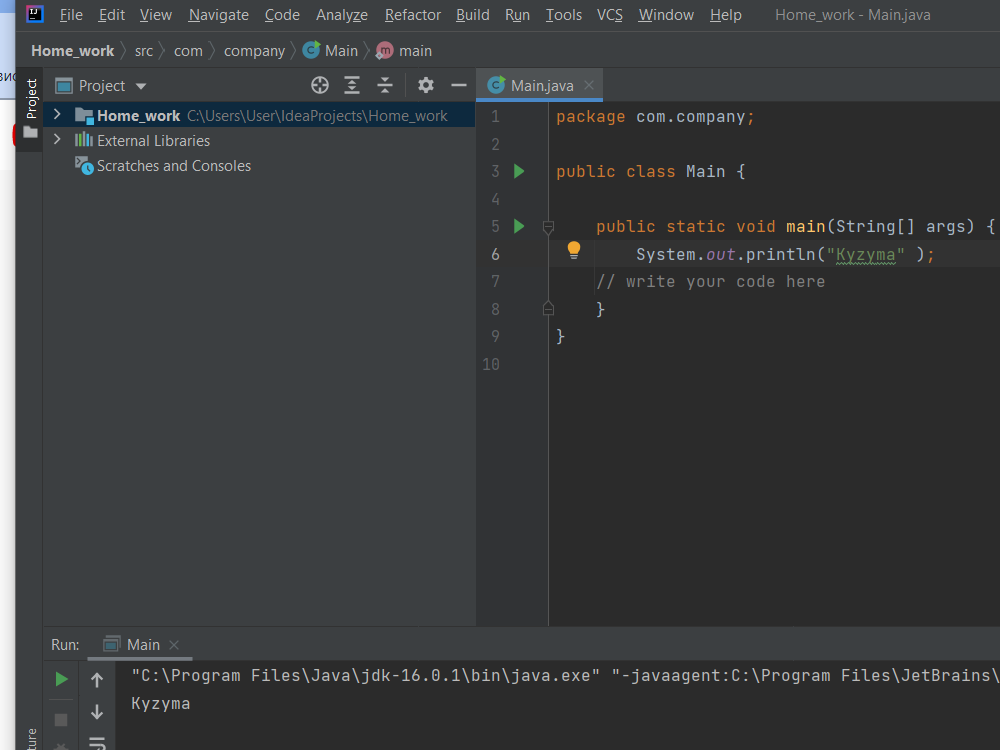 File Edit View Navigate Code Analyze Refactor Build Run Tools VCS Window Help Home_work - Main.java
Home_work src com company Main main
Project
Project
Main.java
Home_work C:\Users\User\IdeaProjects\Home_work
External Libraries
Scratches and Consoles
1 package com.company;
2
3 public class Main {
4
5 public static void main(String[] args) {
6 System.out.println("Kyzyma" );
7 // write your code here
8 }
9 }
10
Run: Main
"C:\Program Files\Java\jdk-16.0.1\bin\java.exe" "-javaagent:C:\Program Files\JetBrains\
Kyzyma